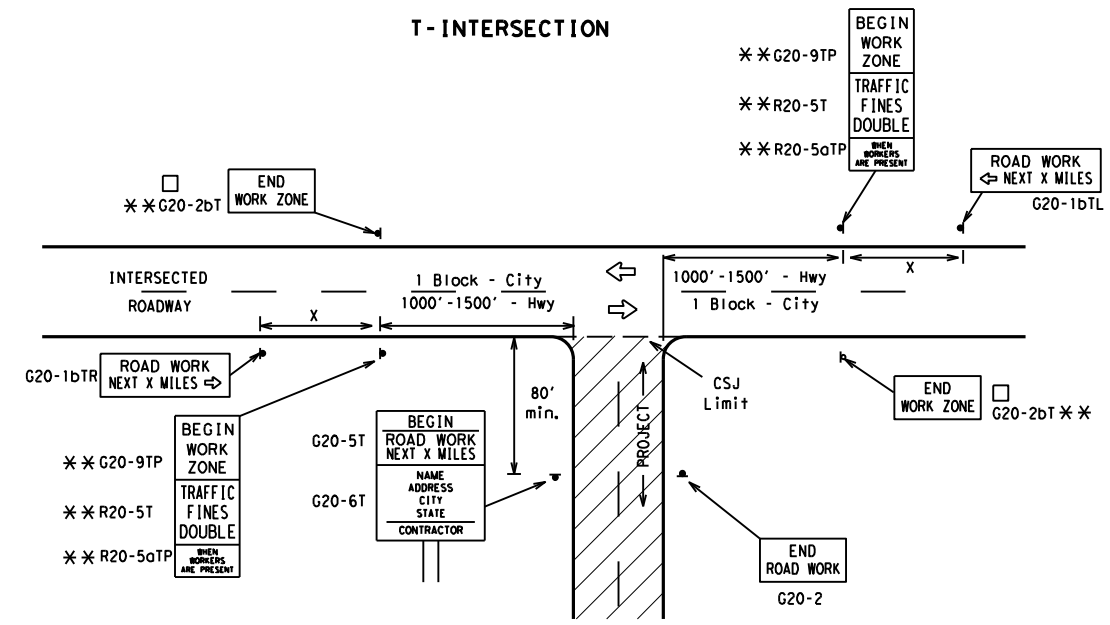 T-INTERSECTION
✳✳G20-9TP
BEGIN
WORK
ZONE
✳✳R20-5T
TRAFFIC
FINES
DOUBLE
✳✳R20-5aTP
WHEN
WORKERS
ARE PRESENT
ROAD WORK
⇦ NEXT X MILES
G20-1bTL
□
✳✳G20-2bT
END
WORK ZONE
INTERSECTED
ROADWAY
1 Block - City
1000'-1500' - Hwy
X
1000'-1500' - Hwy
1 Block - City
X
G20-1bTR
ROAD WORK
NEXT X MILES ⇨
80'
min.
PROJECT
CSJ
Limit
END
WORK ZONE
□
G20-2bT ✳✳
✳✳G20-9TP
BEGIN
WORK
ZONE
✳✳R20-5T
TRAFFIC
FINES
DOUBLE
✳✳R20-5aTP
WHEN
WORKERS
ARE PRESENT
G20-5T
BEGIN
ROAD WORK
NEXT X MILES
G20-6T
NAME
ADDRESS
CITY
STATE
CONTRACTOR
END
ROAD WORK
G20-2